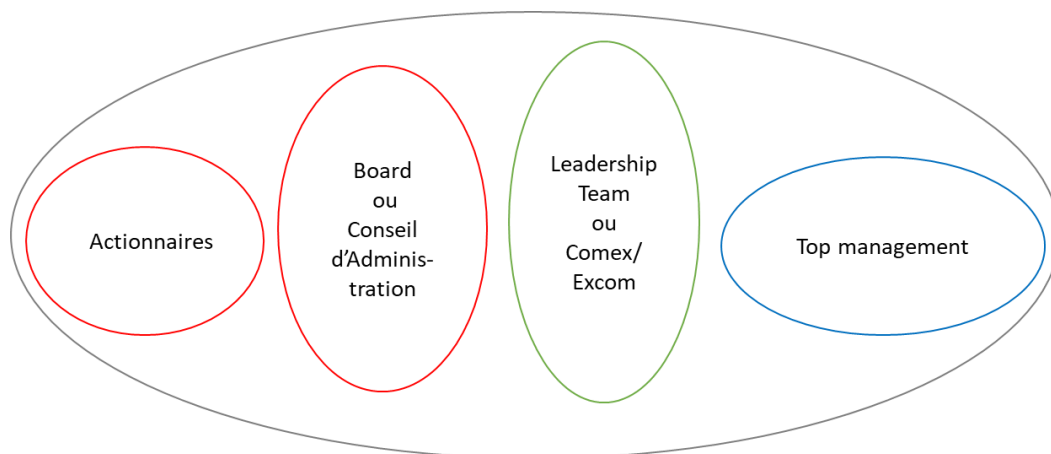 Actionnaires
Board
ou
Conseil
d’Adminis-
tration
Leadership
Team
ou
Comex/
Excom
Top management